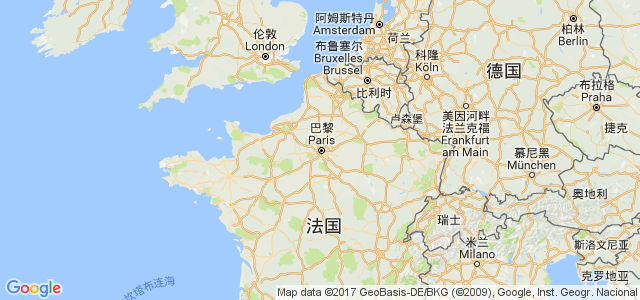 阿姆斯特丹
Amsterdam
荷兰
柏林
Berlin
伦敦
London
布鲁塞尔
Bruxelles
- Brussel
比利时
科隆
Köln
德国
布拉格
Praha
捷克
卢森堡
美因河畔
法兰克福
Frankfurt
am Main
巴黎
Paris
慕尼黑
München
奥地利
法国
瑞士
米兰
Milano
斯洛文尼亚
克罗地亚
Google
Map data ©2017 GeoBasis-DE/BKG (©2009), Google, Inst. Geogr. Nacional